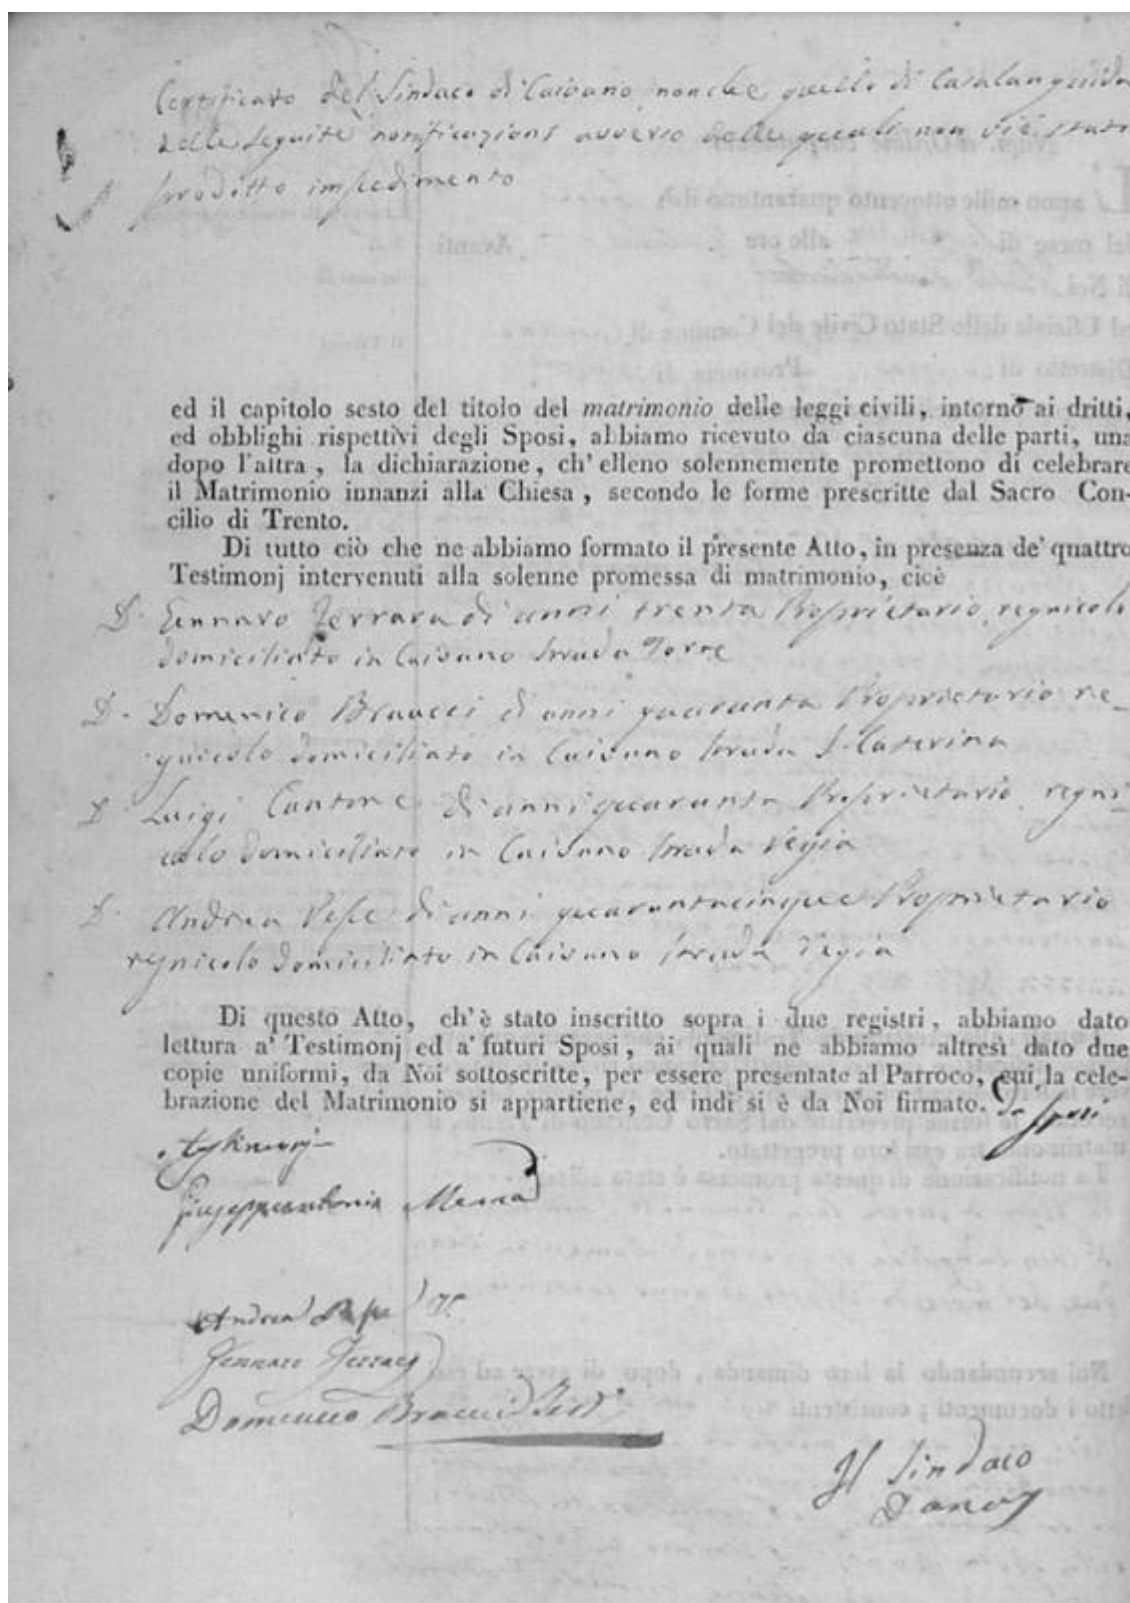 Certificato del Sindaco di Caivano nonche quello di Casalanguida
delle seguite notificazioni avverso delle quali non vi è stato
prodotto impedimento
ed il capitolo sesto del titolo del matrimonio delle leggi civili, intorno ai dritti,
ed obblighi rispettivi degli Sposi, abbiamo ricevuto da ciascuna delle parti, una
dopo l'altra, la dichiarazione, ch' elleno solennemente promettono di celebrare
il Matrimonio innanzi alla Chiesa, secondo le forme prescritte dal Sacro Con-
cilio di Trento.
Di tutto ciò che ne abbiamo formato il presente Atto, in presenza de' quattro
Testimonj intervenuti alla solenne promessa di matrimonio, cicè
D. Gennaro Ferrara di anni trenta Proprietario, regnicolo
domiciliato in Caivano strada Torre
D. Domenico Braucci di anni quaranta Proprietario re-
gnicolo domiciliato in Caivano strada S. Caterina
D. Luigi Cantone di anni quaranta Proprietario regni
colo domiciliato in Caivano strada Regia
D. Andrea Pepe di anni quarantacinque Proprietario
regnicolo domiciliato in Caivano strada Regia
Di questo Atto, ch'è stato inscritto sopra i due registri, abbiamo dato
lettura a' Testimonj ed a' futuri Sposi, ai quali ne abbiamo altresì dato due
copie uniformi, da Noi sottoscritte, per essere presentate al Parroco, cui la cele-
brazione del Matrimonio si appartiene, ed indi si è da Noi firmato. da sposi
testimonj
Giuseppeantonio
Andrea Pepe
Gennaro Ferrara
Domenico Braucci
Il Sindaco